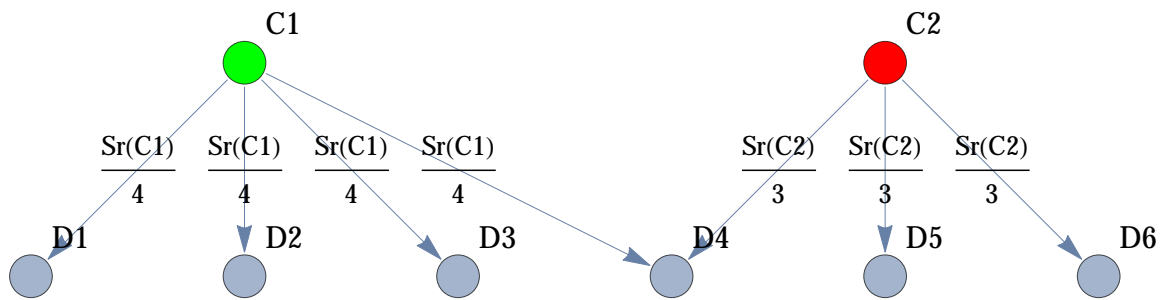 C1 C2
Sr(C1) Sr(C1) Sr(C1) Sr(C1) Sr(C2) Sr(C2) Sr(C2)
4 4 4 4 3 3 3
D1 D2 D3 D4 D5 D6